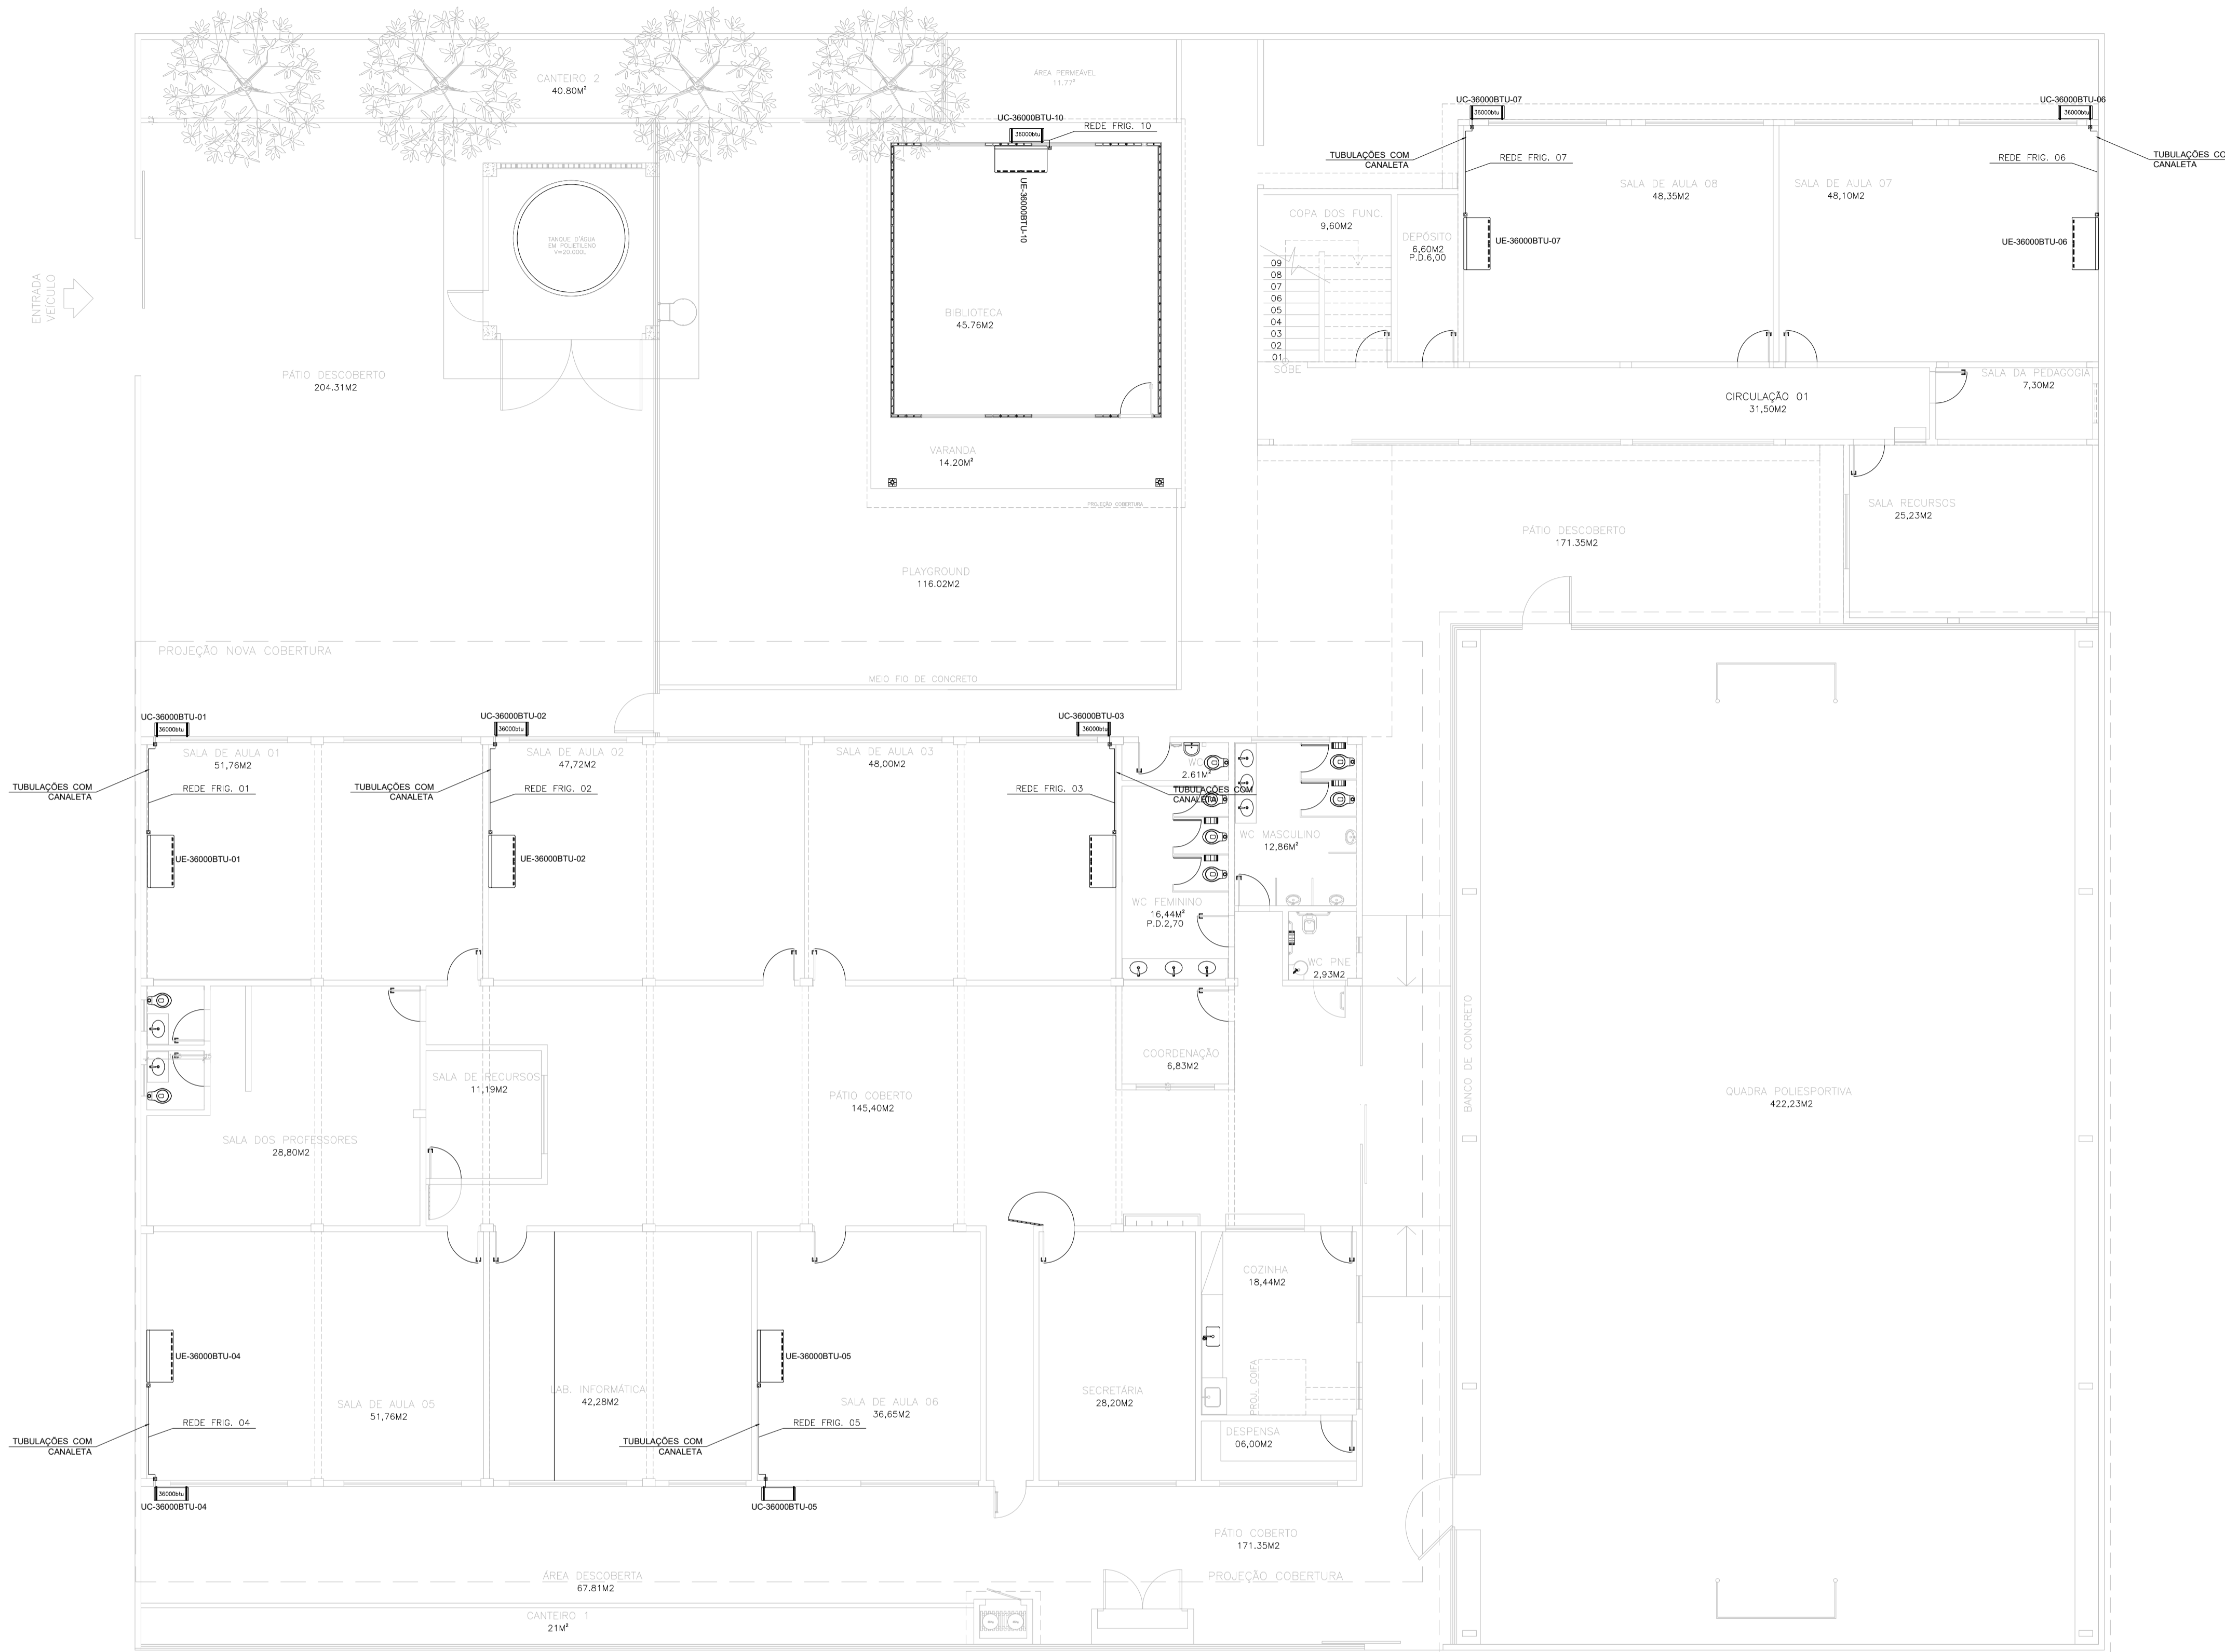 CANTEIRO 2
40.80M²
ÁREA PERMEÁVEL
11.77²
UC-36000BTU-10
36000btu
REDE FRIG. 10
UE-36000BTU-10
UC-36000BTU-07
36000btu
UC-36000BTU-06
36000btu
TUBULAÇÕES COM
CANALETA
REDE FRIG. 07
REDE FRIG. 06
TUBULAÇÕES CO
CANALETA
SALA DE AULA 08
48,35M2
SALA DE AULA 07
48,10M2
COPA DOS FUNC.
9,60M2
DEPÓSITO
6,60M2
P.D.6,00
UE-36000BTU-07
UE-36000BTU-06
TANQUE D'ÁGUA
EM POLIETILENO
V=20.000L
ENTRADA
VEÍCULO
09
08
07
06
05
04
03
02
01
SOBE
BIBLIOTECA
45.76M2
PÁTIO DESCOBERTO
204.31M2
SALA DA PEDAGOGIA
7,30M2
CIRCULAÇÃO 01
31,50M2
VARANDA
14.20M²
PROJEÇÃO COBERTURA
SALA RECURSOS
25,23M2
PÁTIO DESCOBERTO
171.35M2
PLAYGROUND
116.02M2
PROJEÇÃO NOVA COBERTURA
MEIO FIO DE CONCRETO
UC-36000BTU-01
36000btu
UC-36000BTU-02
36000btu
UC-36000BTU-03
36000btu
SALA DE AULA 01
51,76M2
SALA DE AULA 02
47,72M2
SALA DE AULA 03
48,00M2
WC
2.61M²
TUBULAÇÕES COM
CANALETA
REDE FRIG. 01
TUBULAÇÕES COM
CANALETA
REDE FRIG. 02
REDE FRIG. 03
TUBULAÇÕES COM
CANALETA
WC MASCULINO
12,86M²
UE-36000BTU-01
UE-36000BTU-02
WC FEMININO
16,44M²
P.D.2,70
WC PNE
2,93M2
BANCO DE CONCRETO
COORDENAÇÃO
6,83M2
SALA DE RECURSOS
11,19M2
PÁTIO COBERTO
145,40M2
QUADRA POLIESPORTIVA
422,23M2
SALA DOS PROFESSORES
28,80M2
COZINHA
18,44M2
UE-36000BTU-04
UE-36000BTU-05
PROJ. COIFA
SALA DE AULA 05
51,76M2
LAB. INFORMÁTICA
42,28M2
SALA DE AULA 06
36,65M2
SECRETÁRIA
28,20M2
REDE FRIG. 04
TUBULAÇÕES COM
CANALETA
REDE FRIG. 05
TUBULAÇÕES COM
CANALETA
DESPENSA
06,00M2
36000btu
UC-36000BTU-04
UC-36000BTU-05
PÁTIO COBERTO
171.35M2
ÁREA DESCOBERTA
67.81M2
PROJEÇÃO COBERTURA
CANTEIRO 1
21M²